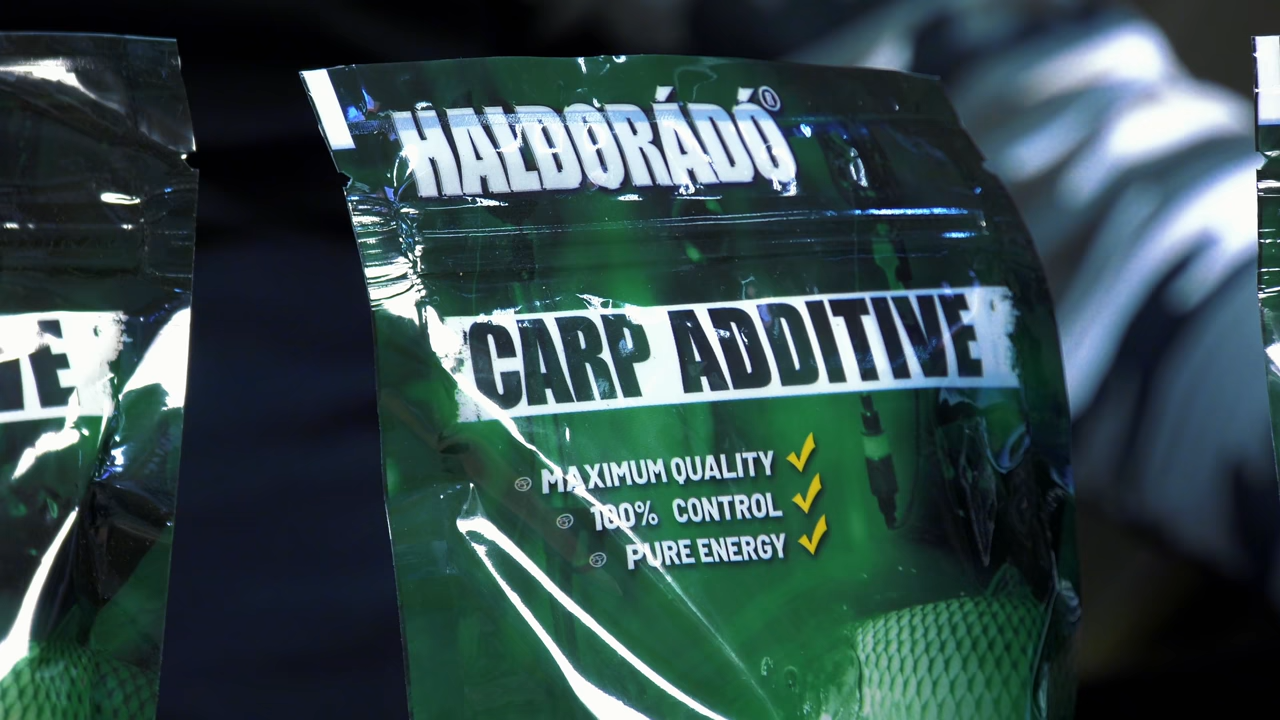 HALDORÁDÓ®
CARP ADDITIVE
MAXIMUM QUALITY
100% CONTROL
PURE ENERGY